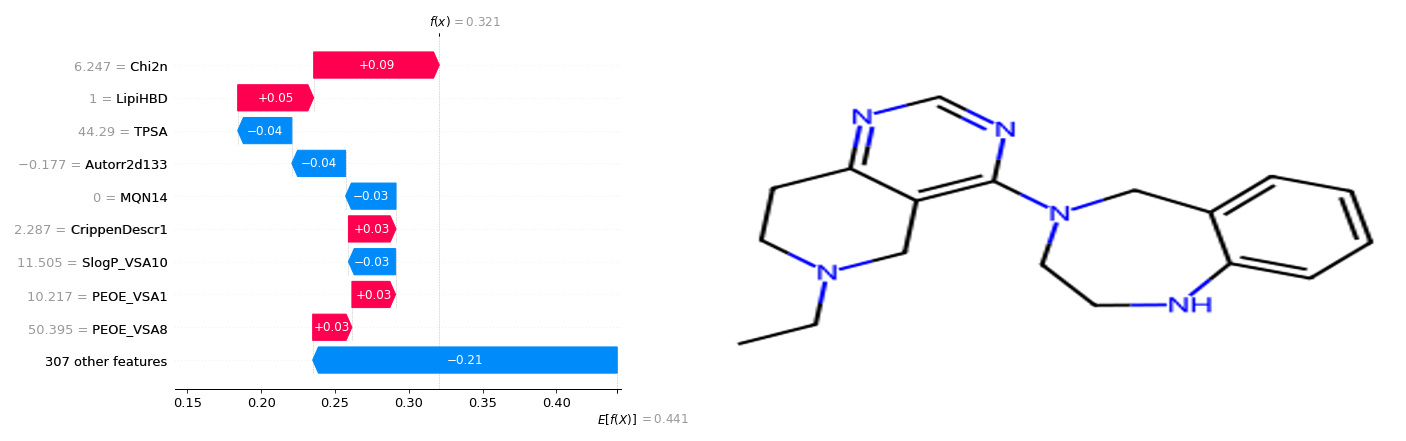 f(x) = 0.321
6.247 = Chi2n
+0.09
1 = LipiHBD
+0.05
44.29 = TPSA
−0.04
−0.177 = Autorr2d133
−0.04
0 = MQN14
−0.03
2.287 = CrippenDescr1
+0.03
11.505 = SlogP_VSA10
−0.03
10.217 = PEOE_VSA1
+0.03
50.395 = PEOE_VSA8
+0.03
307 other features
−0.21
0.15 0.20 0.25 0.30 0.35 0.40
E[f(X)] = 0.441
N
N
N
N
NH